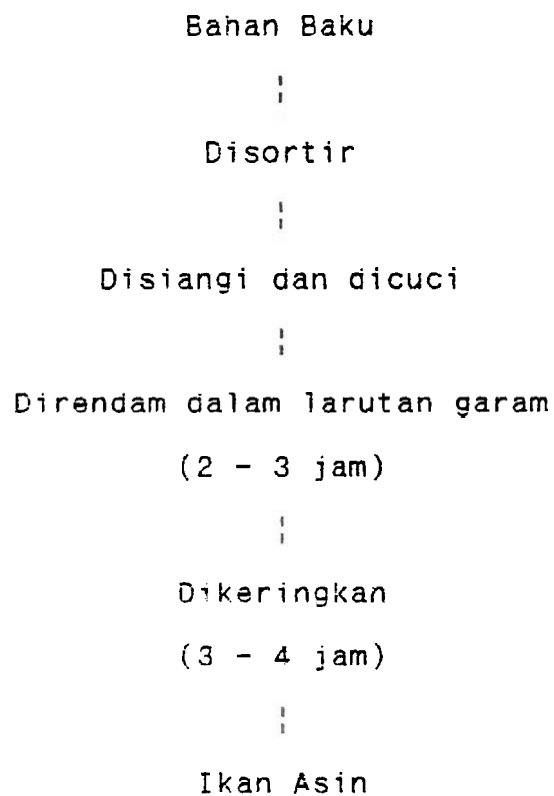 Bahan Baku
¦
Disortir
¦
Disiangi dan dicuci
¦
Direndam dalam larutan garam
(2 - 3 jam)
¦
Dikeringkan
(3 - 4 jam)
¦
Ikan Asin